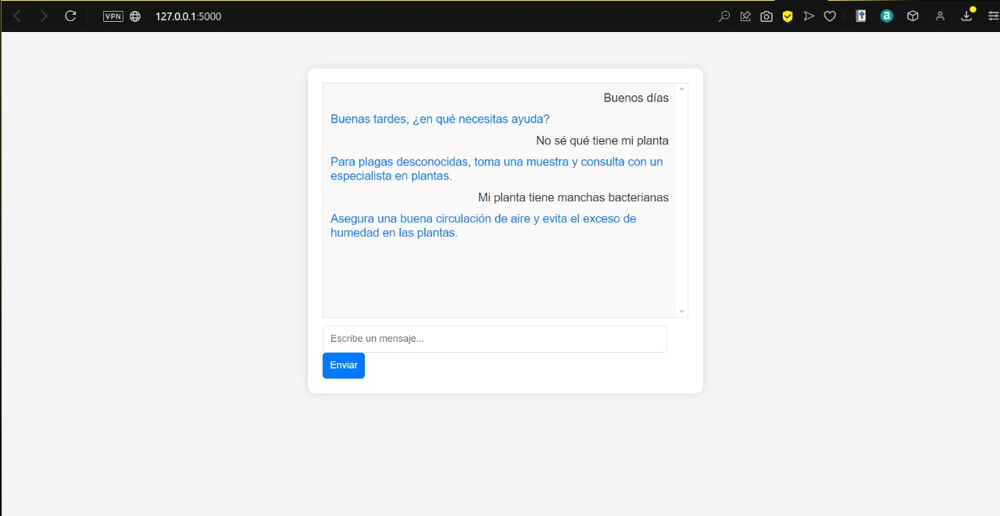 VPN 127.0.0.1:5000
a
Buenos días
Buenas tardes, ¿en qué necesitas ayuda?
No sé qué tiene mi planta
Para plagas desconocidas, toma una muestra y consulta con un
especialista en plantas.
Mi planta tiene manchas bacterianas
Asegura una buena circulación de aire y evita el exceso de
humedad en las plantas.
Escribe un mensaje...
Enviar